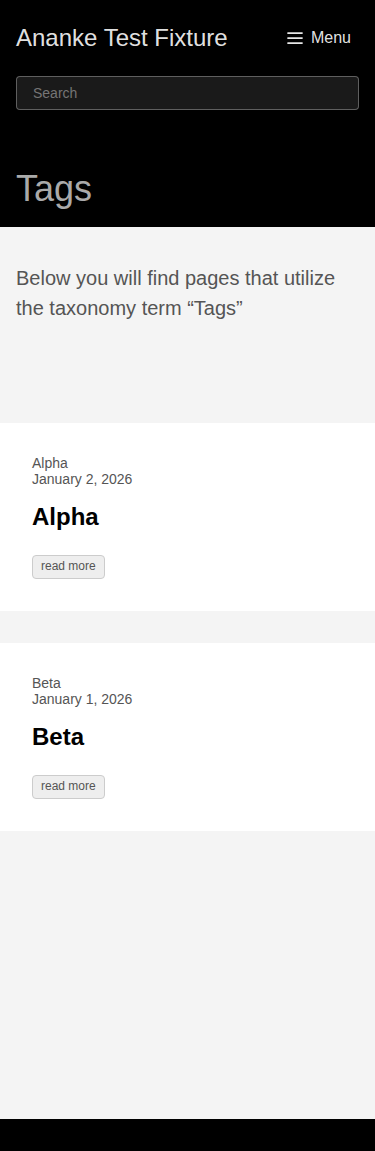 Ananke Test Fixture
Menu
Search
Tags
Below you will find pages that utilize
the taxonomy term “Tags”
Alpha
January 2, 2026
Alpha
read more
Beta
January 1, 2026
Beta
read more